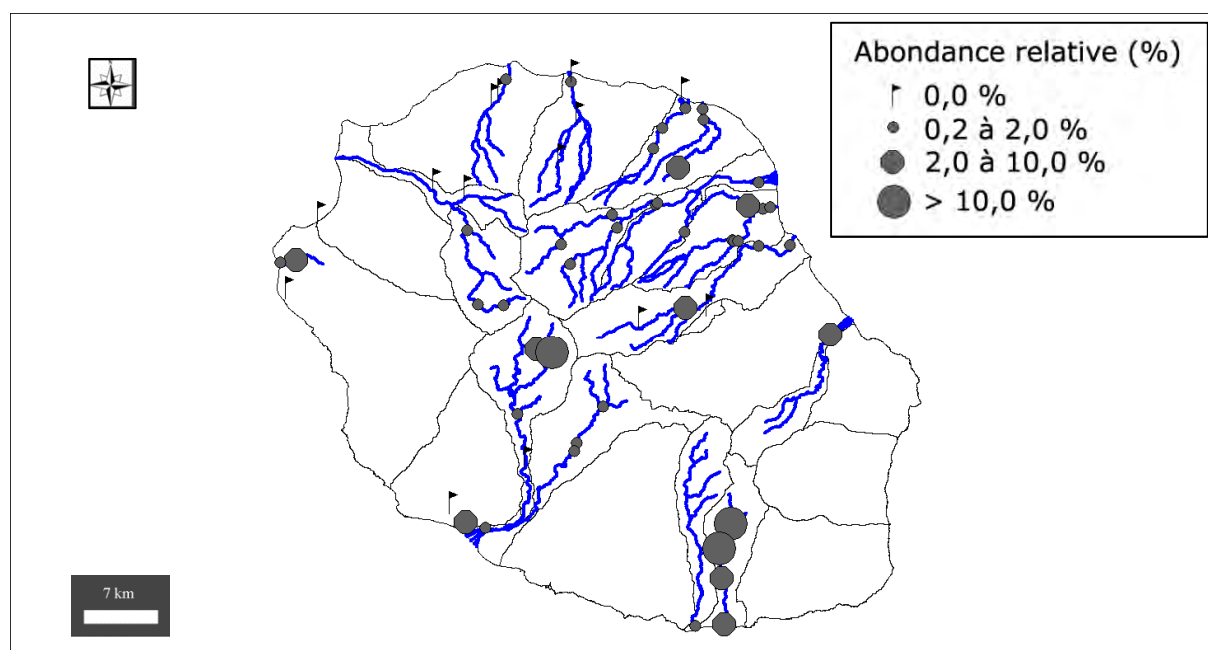 Abondance relative (%)
0,0 %
0,2 à 2,0 %
2,0 à 10,0 %
> 10,0 %
7 km